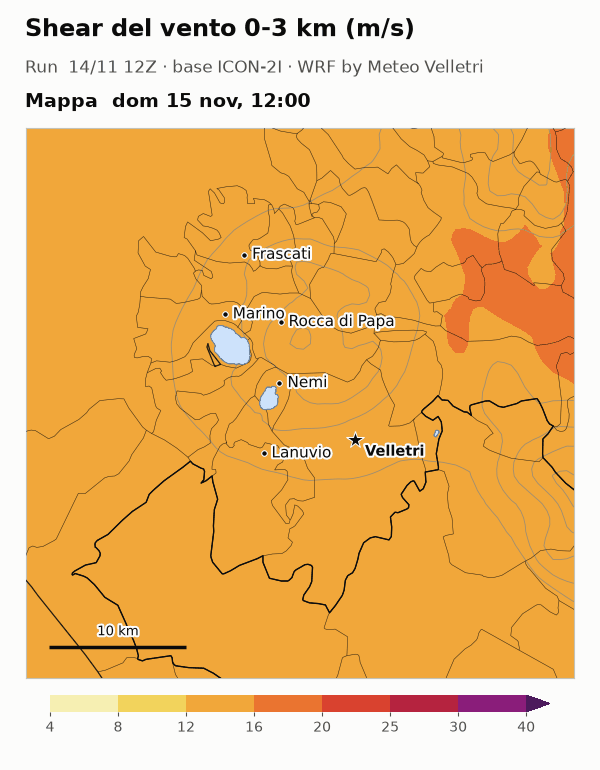 Shear del vento 0-3 km (m/s)
Run  14/11 12Z · base ICON-2I · WRF by Meteo Velletri
Mappa  dom 15 nov, 12:00
Frascati
Marino
Rocca di Papa
Nemi
Velletri
Lanuvio
10 km
4 8 12 16 20 25 30 40